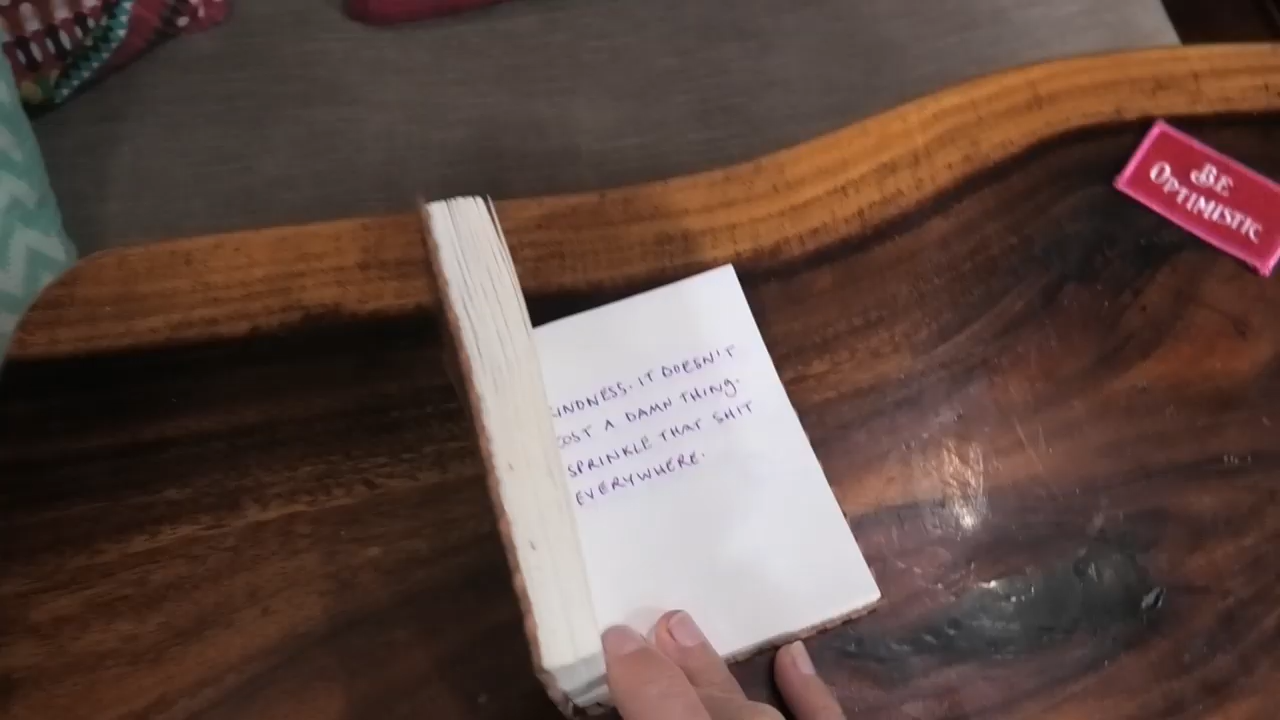 KINDNESS. IT DOESN'T
COST A DAMN THING.
SPRINKLE THAT SHIT
EVERYWHERE.
BE
OPTIMISTIC